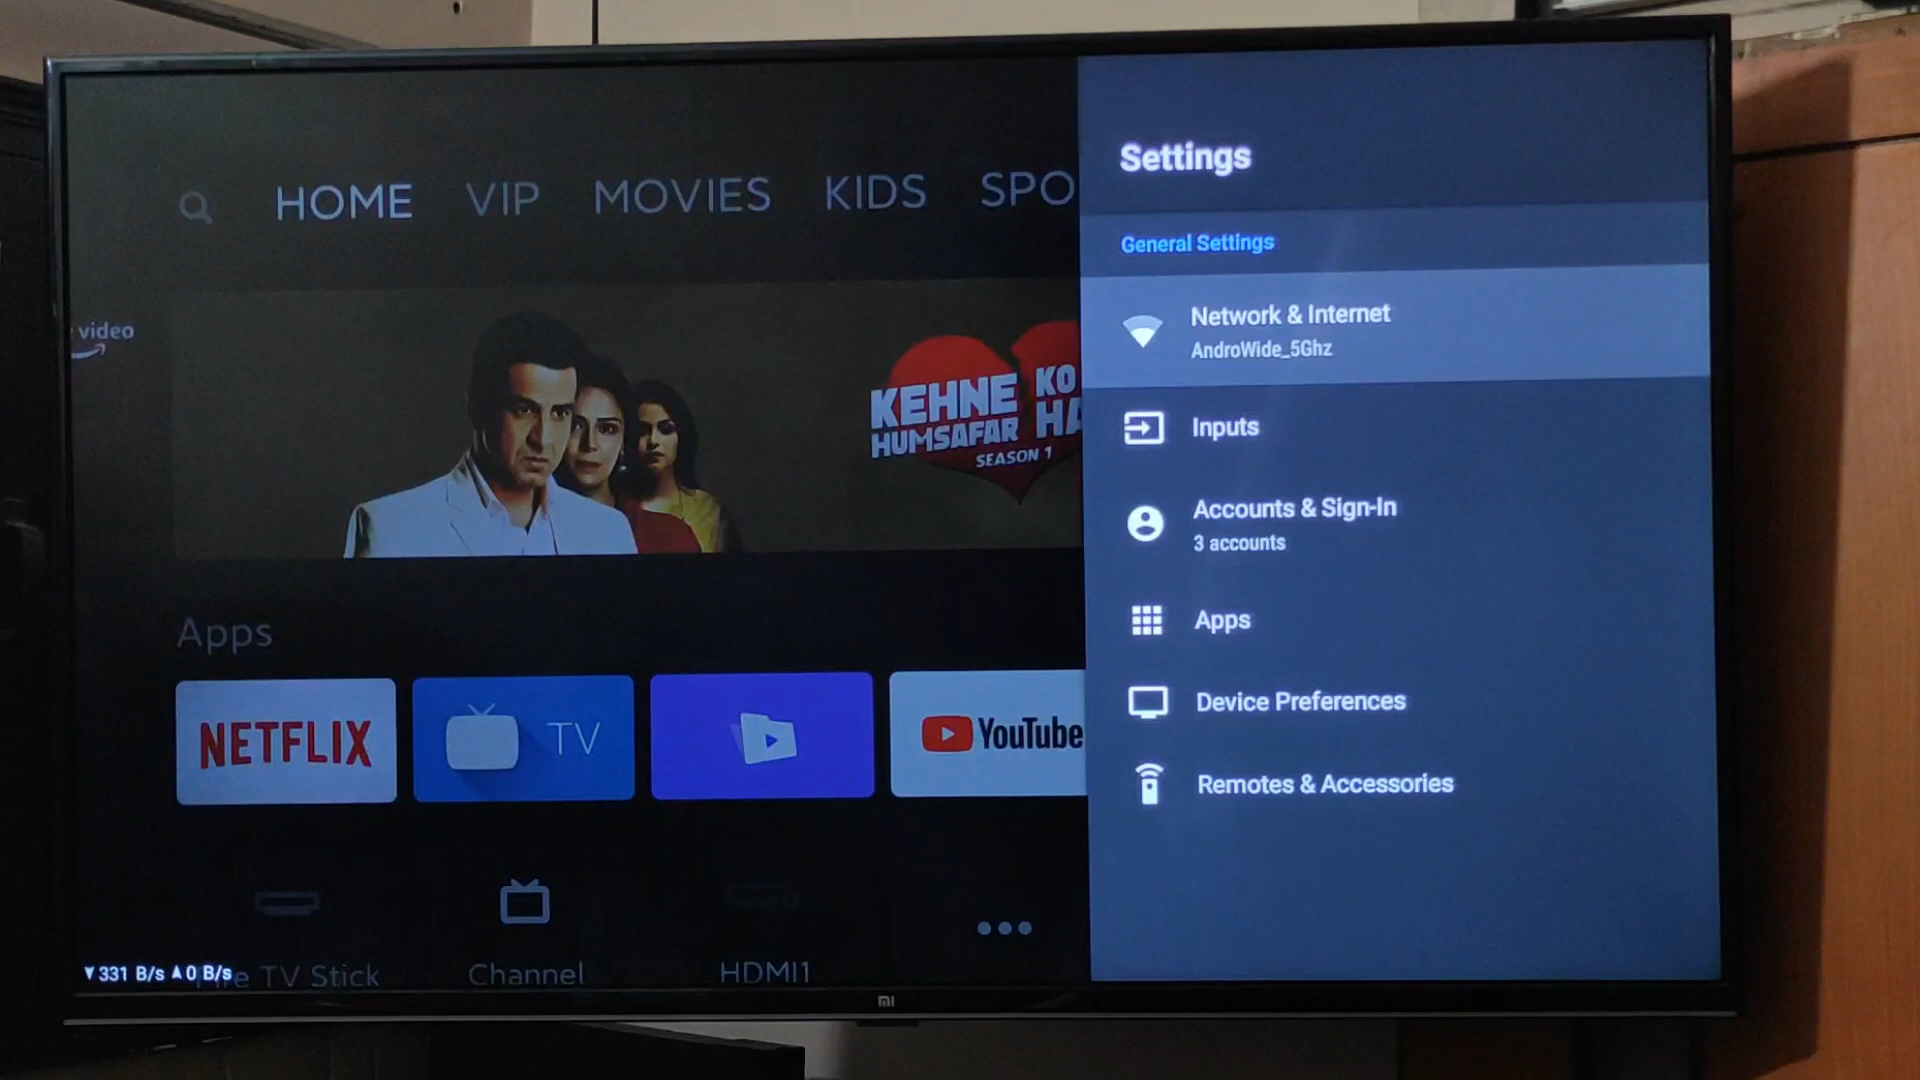 HOME VIP MOVIES KIDS SPO
video
KEHNE KO
HUMSAFAR HA
SEASON 1
Apps
NETFLIX
TV
YouTube
TV Stick
Channel
HDMI1
331 B/s 0 B/s
mi
Settings
General Settings
Network & Internet
AndroWide_5Ghz
Inputs
Accounts & Sign-In
3 accounts
Apps
Device Preferences
Remotes & Accessories